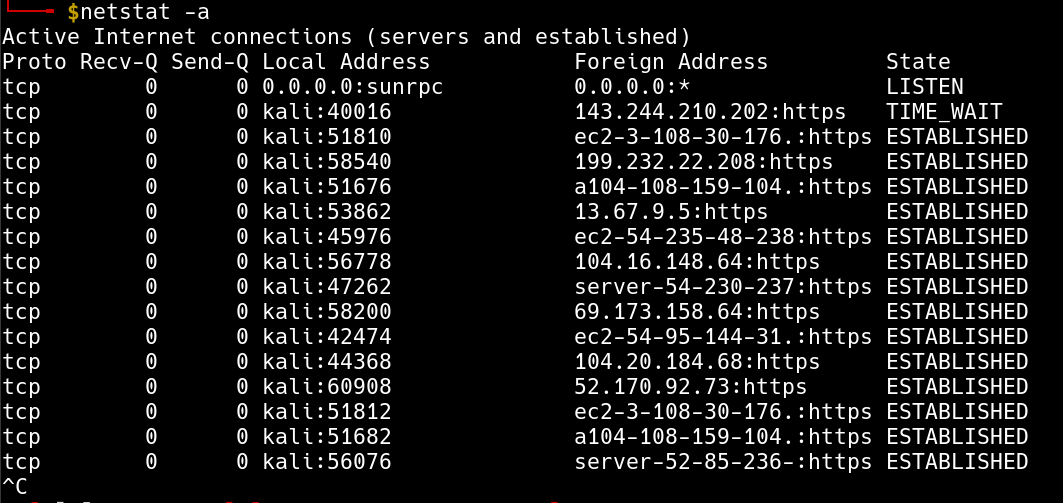 $netstat -a
Active Internet connections (servers and established)
Proto Recv-Q Send-Q Local Address           Foreign Address         State
tcp        0      0 0.0.0.0:sunrpc          0.0.0.0:*               LISTEN
tcp        0      0 kali:40016              143.244.210.202:https   TIME_WAIT
tcp        0      0 kali:51810              ec2-3-108-30-176.:https ESTABLISHED
tcp        0      0 kali:58540              199.232.22.208:https    ESTABLISHED
tcp        0      0 kali:51676              a104-108-159-104.:https ESTABLISHED
tcp        0      0 kali:53862              13.67.9.5:https         ESTABLISHED
tcp        0      0 kali:45976              ec2-54-235-48-238:https ESTABLISHED
tcp        0      0 kali:56778              104.16.148.64:https     ESTABLISHED
tcp        0      0 kali:47262              server-54-230-237:https ESTABLISHED
tcp        0      0 kali:58200              69.173.158.64:https     ESTABLISHED
tcp        0      0 kali:42474              ec2-54-95-144-31.:https ESTABLISHED
tcp        0      0 kali:44368              104.20.184.68:https     ESTABLISHED
tcp        0      0 kali:60908              52.170.92.73:https      ESTABLISHED
tcp        0      0 kali:51812              ec2-3-108-30-176.:https ESTABLISHED
tcp        0      0 kali:51682              a104-108-159-104.:https ESTABLISHED
tcp        0      0 kali:56076              server-52-85-236-:https ESTABLISHED
^C